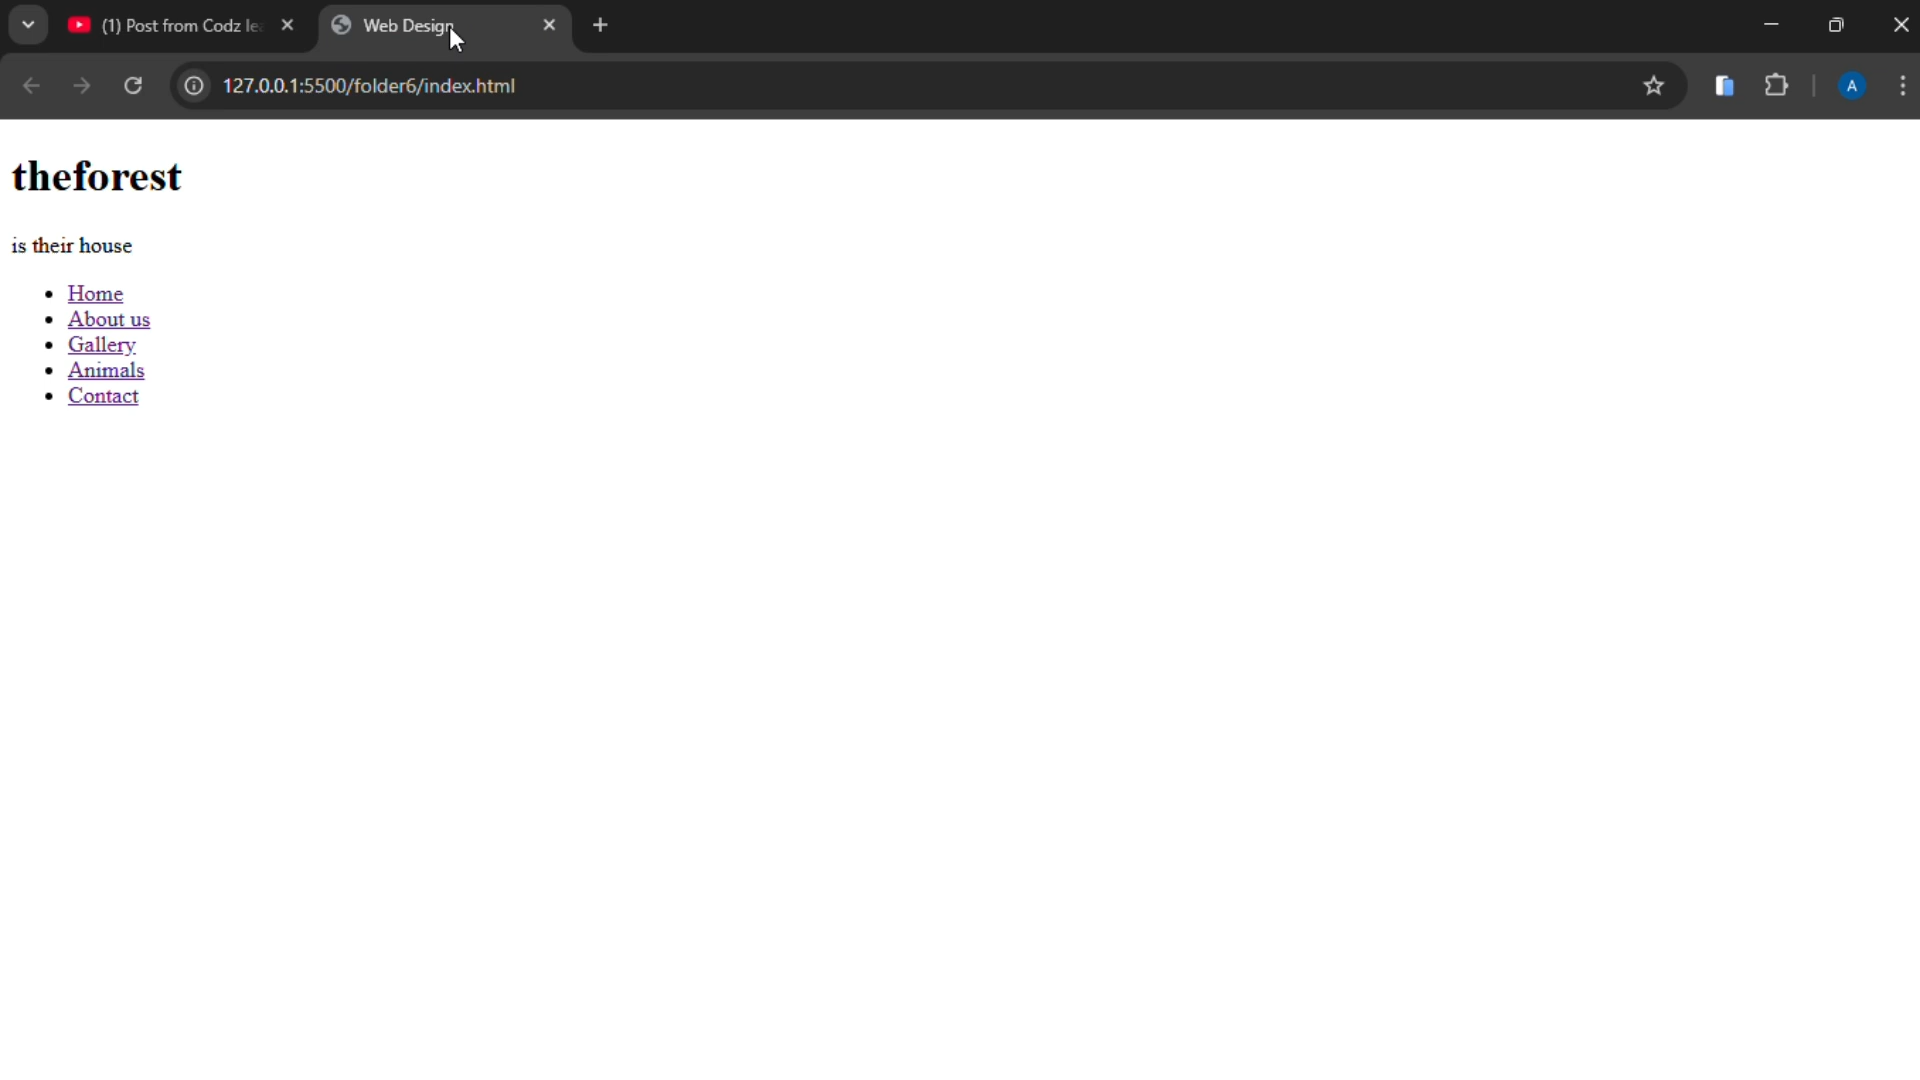 (1) Post from Codz le
Web Design
127.0.0.1:5500/folder6/index.html
A
theforest
is their house
Home
About us
Gallery
Animals
Contact